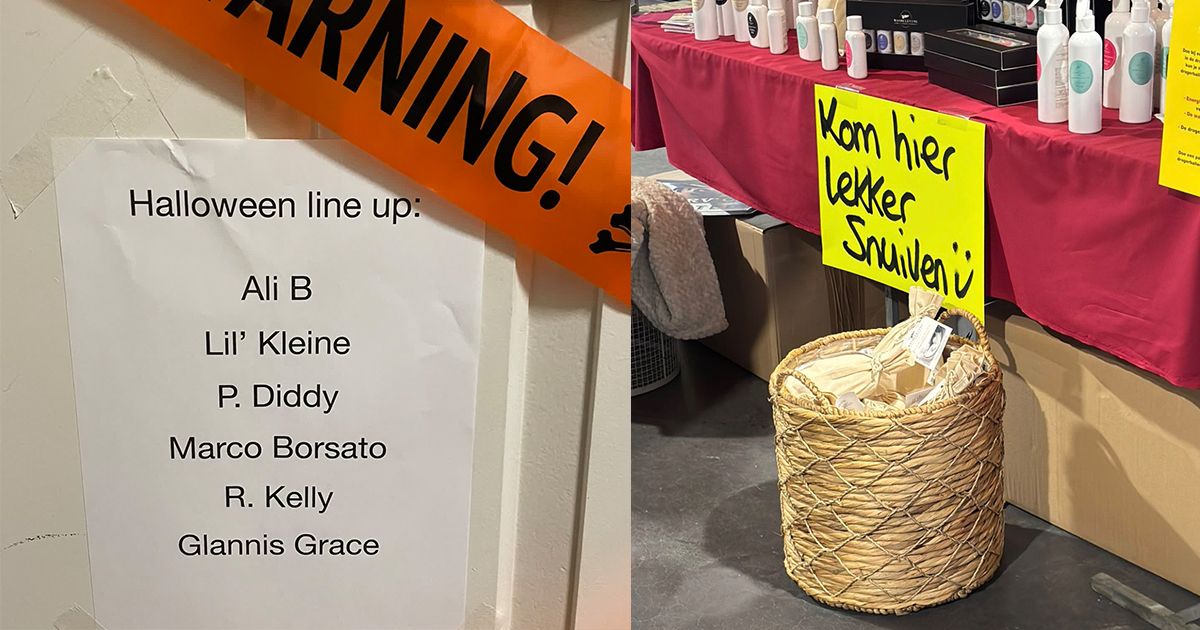 WARNING!
Halloween line up:
Ali B
Lil’ Kleine
P. Diddy
Marco Borsato
R. Kelly
Glannis Grace
Kom hier
lekker
Snuiven